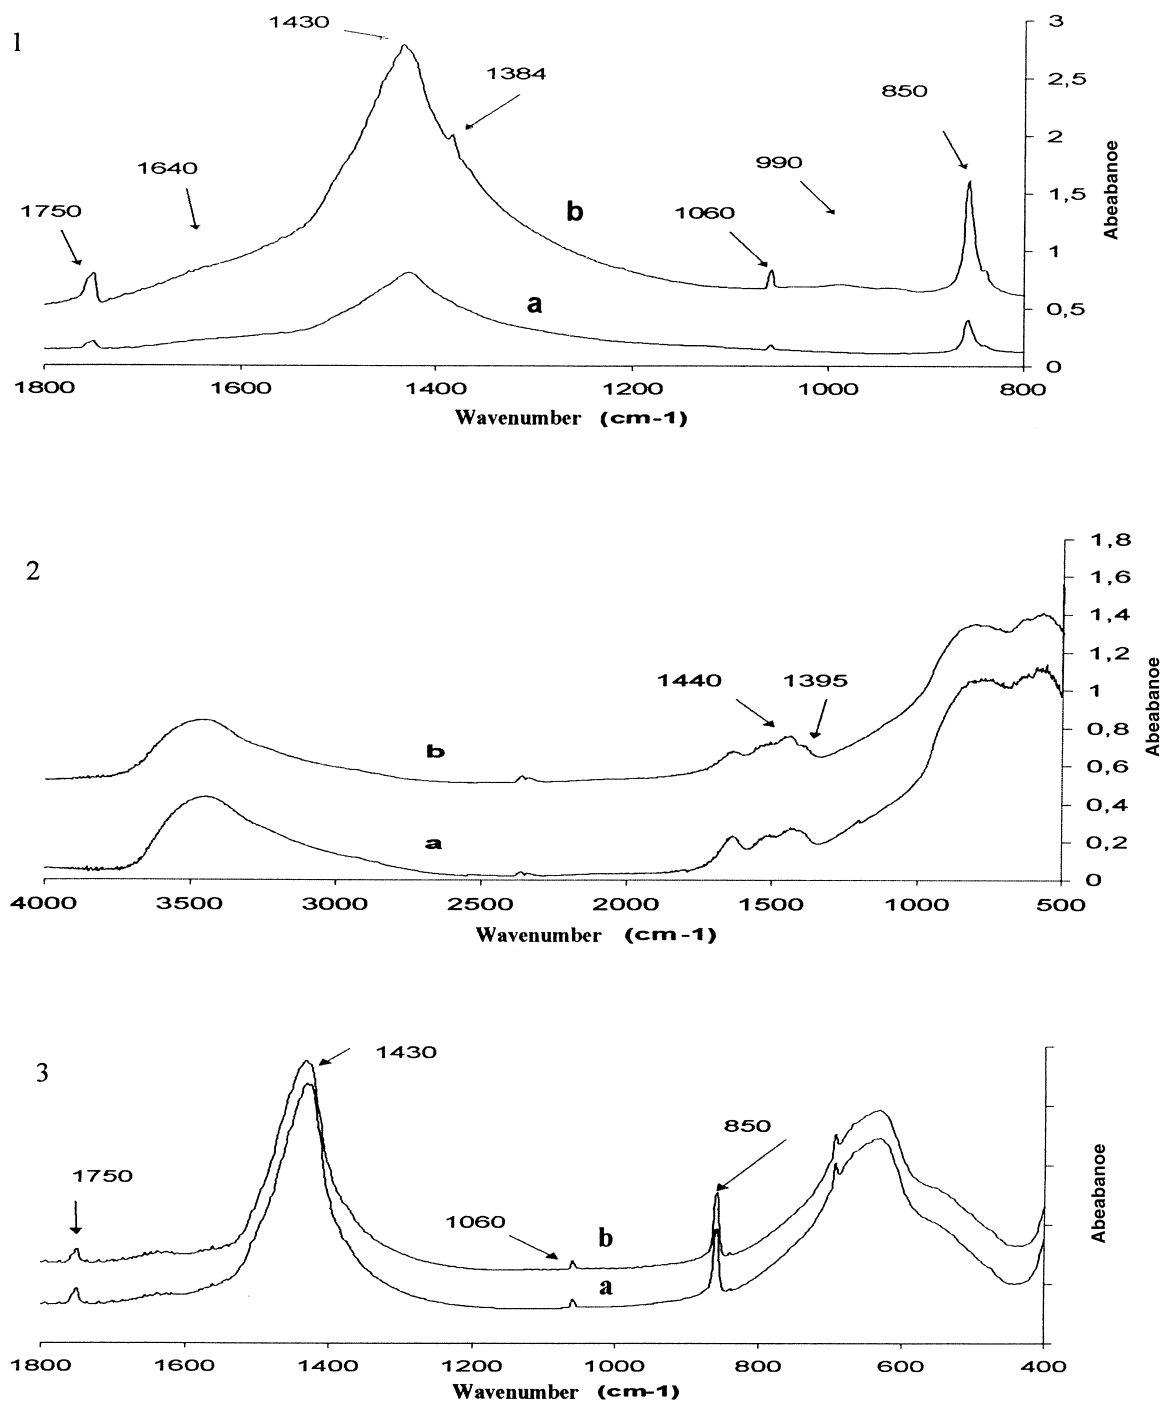 1
1430
1384
850
1640
990
1750
1060
b
a
3
2,5
2
1,5
1
0,5
0
Abeabanoe
1800 1600 1400 1200 1000 800
Wavenumber (cm-1)
2
1440 1395
b
a
1,8
1,6
1,4
1,2
1
0,8
0,6
0,4
0,2
0
Abeabanoe
4000 3500 3000 2500 2000 1500 1000 500
Wavenumber (cm-1)
3
1430
850
1750
1060
b
a
Abeabanoe
1800 1600 1400 1200 1000 800 600 400
Wavenumber (cm-1)